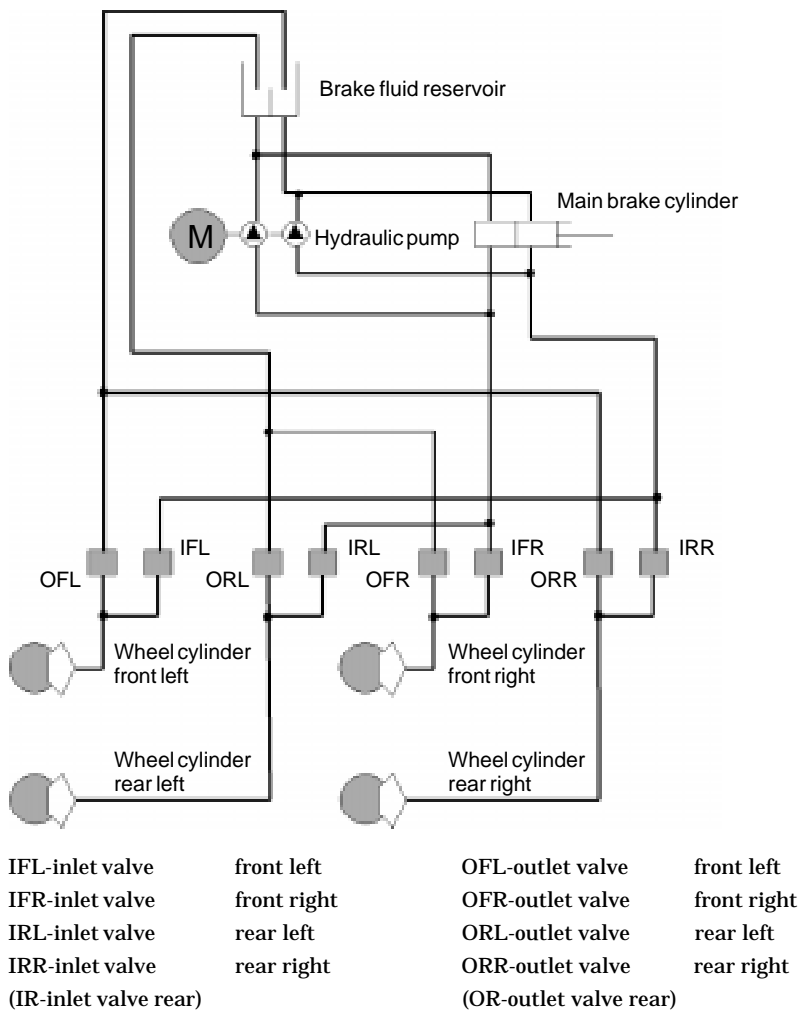 Brake fluid reservoir
Main brake cylinder
M
Hydraulic pump
IFL
IRL
IFR
IRR
OFL
ORL
OFR
ORR
Wheel cylinder
front left
Wheel cylinder
front right
Wheel cylinder
rear left
Wheel cylinder
rear right
IFL-inlet valve front left OFL-outlet valve front left
IFR-inlet valve front right OFR-outlet valve front right
IRL-inlet valve rear left ORL-outlet valve rear left
IRR-inlet valve rear right ORR-outlet valve rear right
(IR-inlet valve rear) (OR-outlet valve rear)